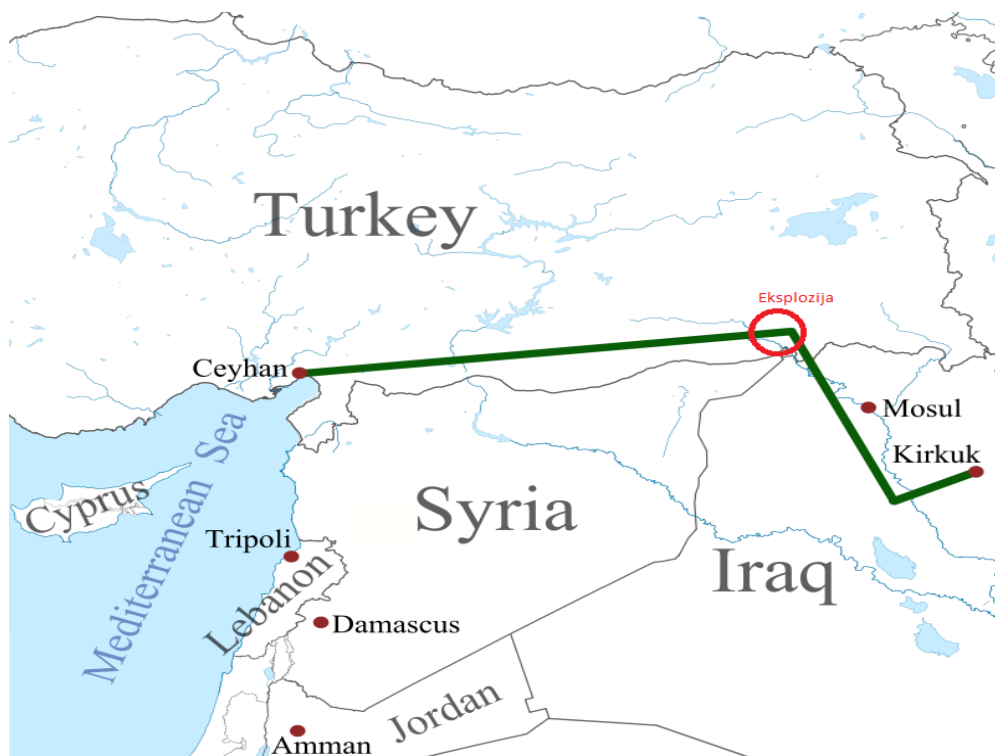 Turkey
Eksplozija
Ceyhan
Mosul
Kirkuk
Mediterranean Sea
Cyprus
Syria
Tripoli
Iraq
Lebanon
Damascus
Jordan
Amman